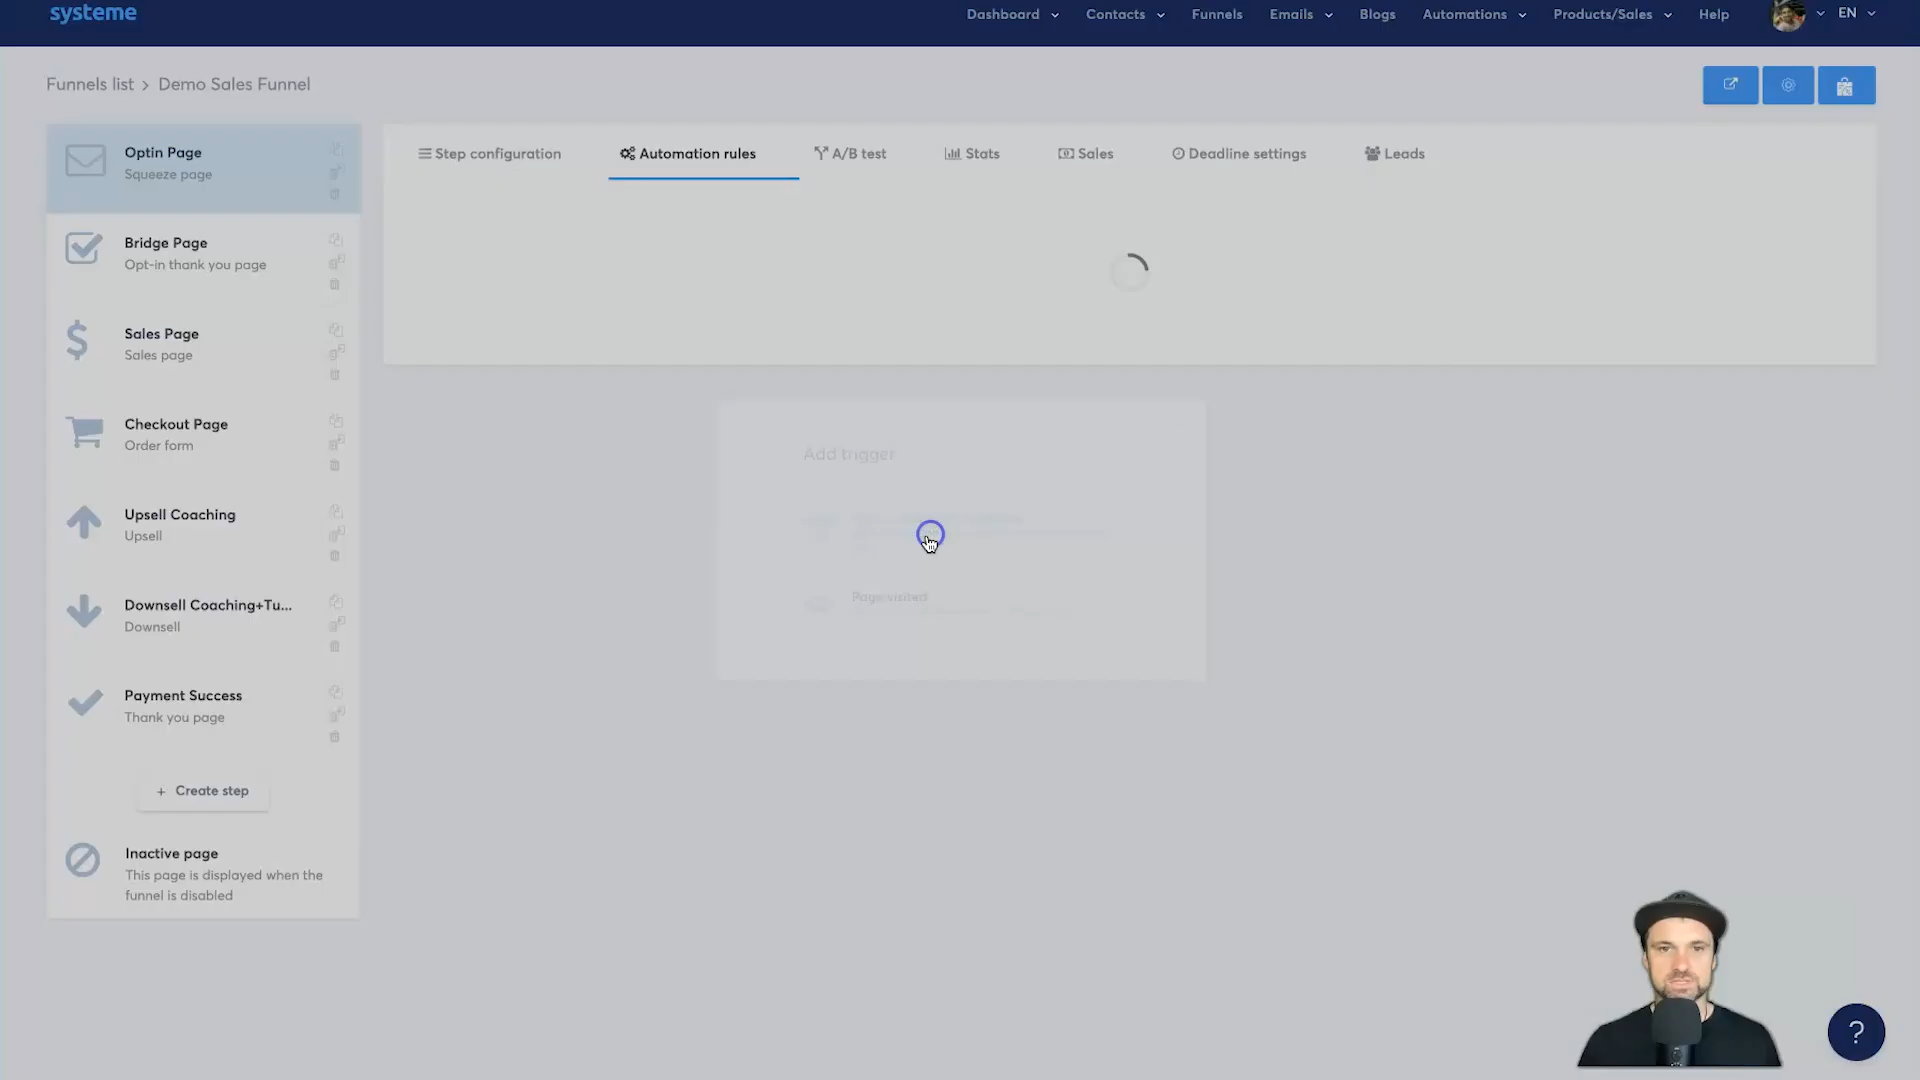 systeme
Dashboard
Contacts
Funnels
Emails
Blogs
Automations
Products/Sales
Help
EN
Funnels list > Demo Sales Funnel
Optin Page
Squeeze page
Bridge Page
Opt-in thank you page
Sales Page
Sales page
Checkout Page
Order form
Upsell Coaching
Upsell
Downsell Coaching+Tu...
Downsell
Payment Success
Thank you page
+ Create step
Inactive page
This page is displayed when the
funnel is disabled
Step configuration
Automation rules
A/B test
Stats
Sales
Deadline settings
Leads
Add trigger
Page visited
?